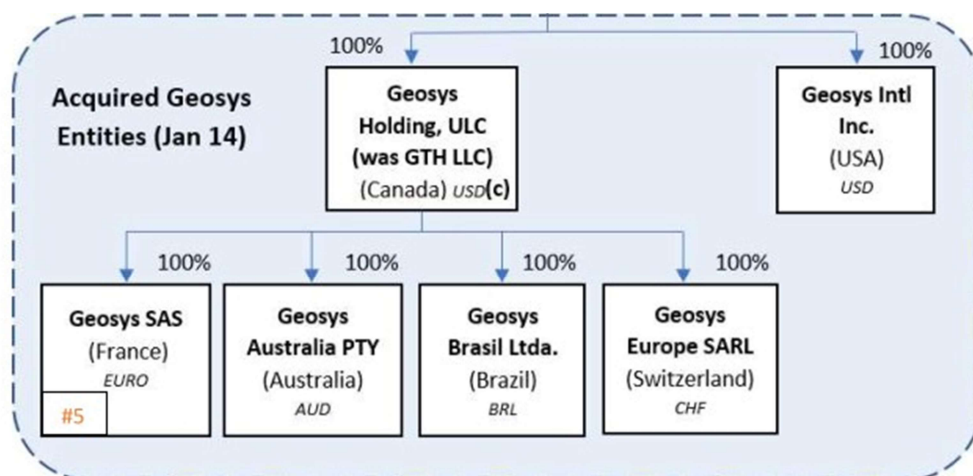 100%
100%
Acquired Geosys
Entities (Jan 14)
Geosys
Holding, ULC
(was GTH LLC)
(Canada) USD(c)
Geosys Intl
Inc.
(USA)
USD
100%
100%
100%
100%
Geosys SAS
(France)
EURO
#5
Geosys
Australia PTY
(Australia)
AUD
Geosys
Brasil Ltda.
(Brazil)
BRL
Geosys
Europe SARL
(Switzerland)
CHF